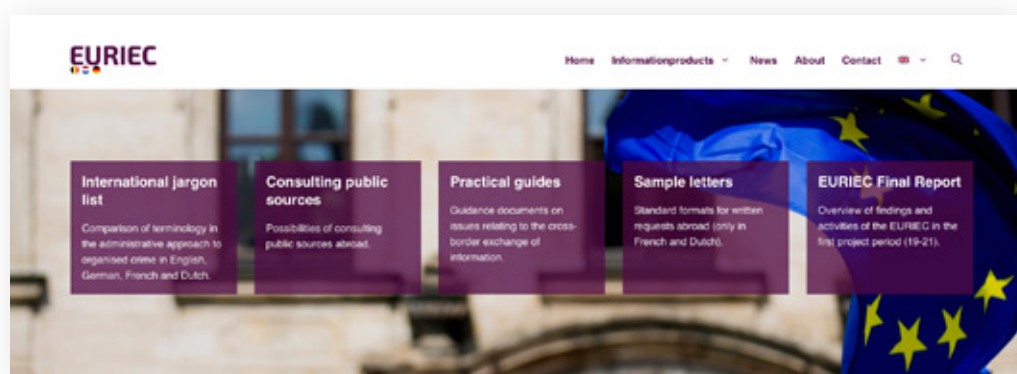 EURIEC
Home Informationproducts News About Contact
International jargon
list
Comparison of terminology in
the administrative approach to
organised crime in English,
German, French and Dutch.
Consulting public
sources
Possibilities of consulting
public sources abroad.
Practical guides
Guidance documents on
issues relating to the cross-
border exchange of
information.
Sample letters
Standard formats for written
requests abroad (only in
French and Dutch).
EURIEC Final Report
Overview of findings and
activities of the EURIEC in the
first project period (19-21).